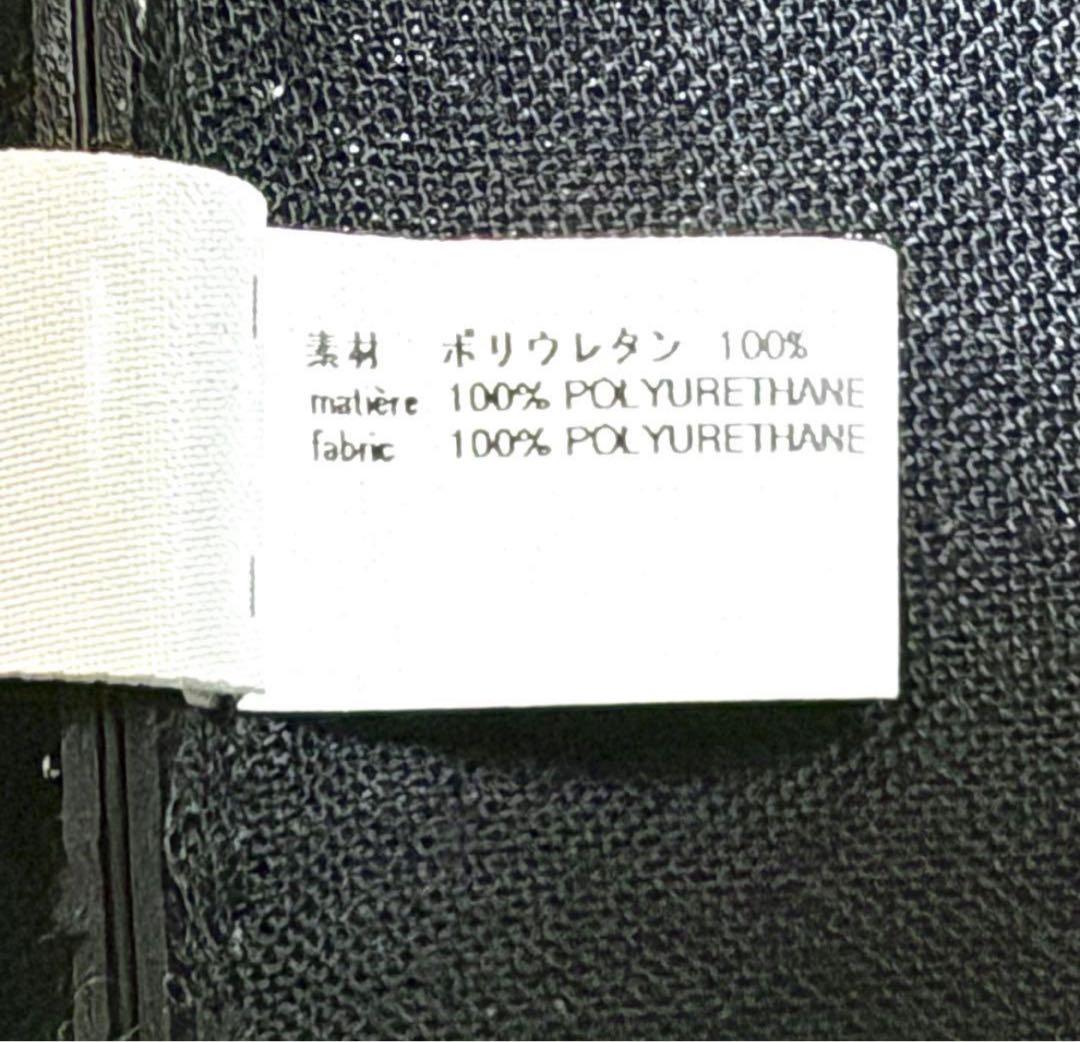 素材 ポリウレタン 100%
matière 100% POLYURETHANE
fabric 100% POLYURETHANE